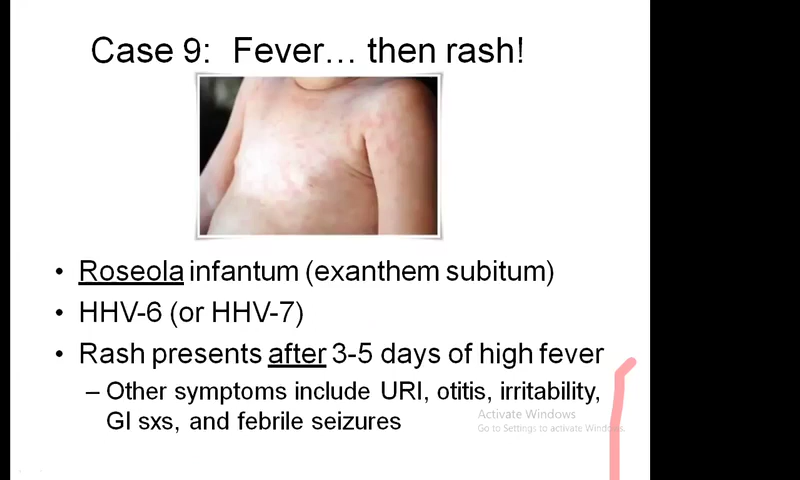 Case 9: Fever… then rash!
• Roseola infantum (exanthem subitum)
• HHV-6 (or HHV-7)
• Rash presents after 3-5 days of high fever
– Other symptoms include URI, otitis, irritability,
GI sxs, and febrile seizures
Activate Windows
Go to Settings to activate Windows.